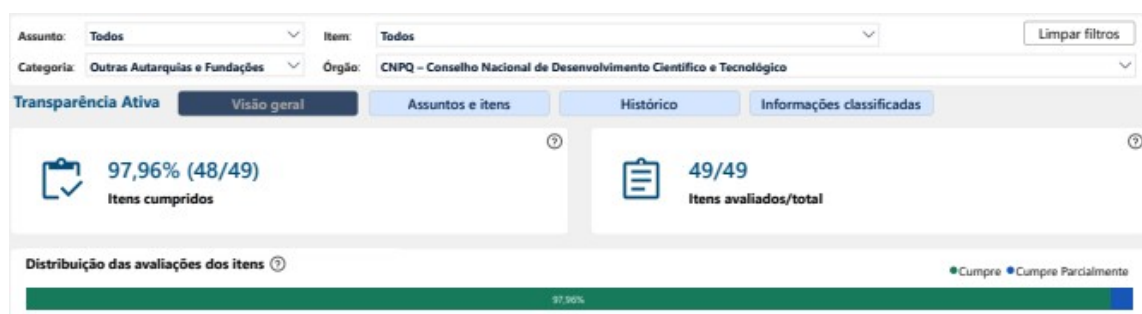 Assunto: Todos Item: Todos Limpar filtros
Categoria: Outras Autarquias e Fundações Órgão: CNPQ – Conselho Nacional de Desenvolvimento Científico e Tecnológico
Transparência Ativa Visão geral Assuntos e itens Histórico Informações classificadas
97,96% (48/49)
Itens cumpridos
49/49
Itens avaliados/total
Distribuição das avaliações dos itens
Cumpre Cumpre Parcialmente
97,96%